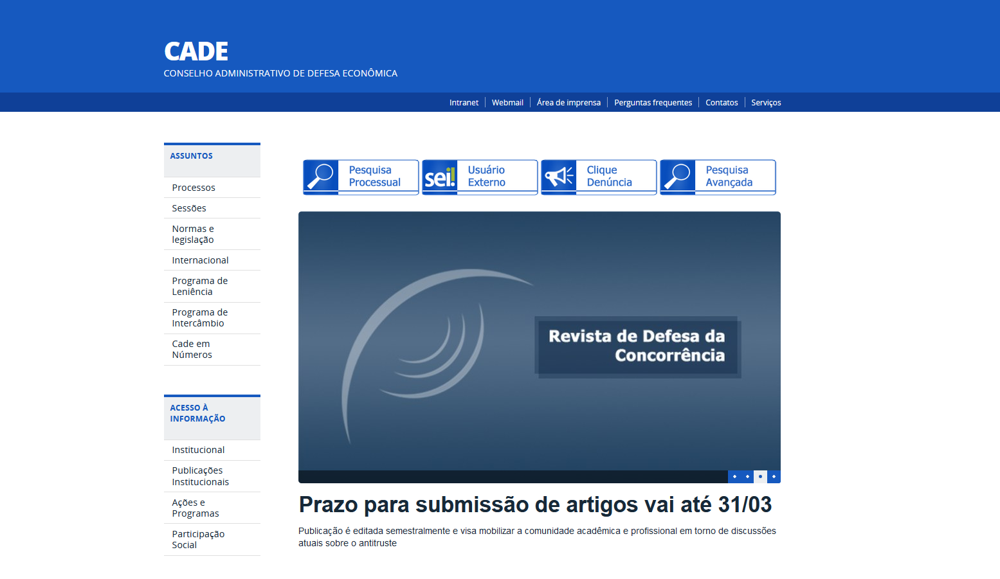 CADE
CONSELHO ADMINISTRATIVO DE DEFESA ECONÔMICA
Intranet
Webmail
Área de imprensa
Perguntas frequentes
Contatos
Serviços
ASSUNTOS
Processos
Sessões
Normas e
legislação
Internacional
Programa de
Leniência
Programa de
Intercâmbio
Cade em
Números
ACESSO À
INFORMAÇÃO
Institucional
Publicações
Institucionais
Ações e
Programas
Participação
Social
Pesquisa
Processual
sei!
Usuário
Externo
Clique
Denúncia
Pesquisa
Avançada
Revista de Defesa da
Concorrência
Prazo para submissão de artigos vai até 31/03
Publicação é editada semestralmente e visa mobilizar a comunidade acadêmica e profissional em torno de discussões
atuais sobre o antitruste